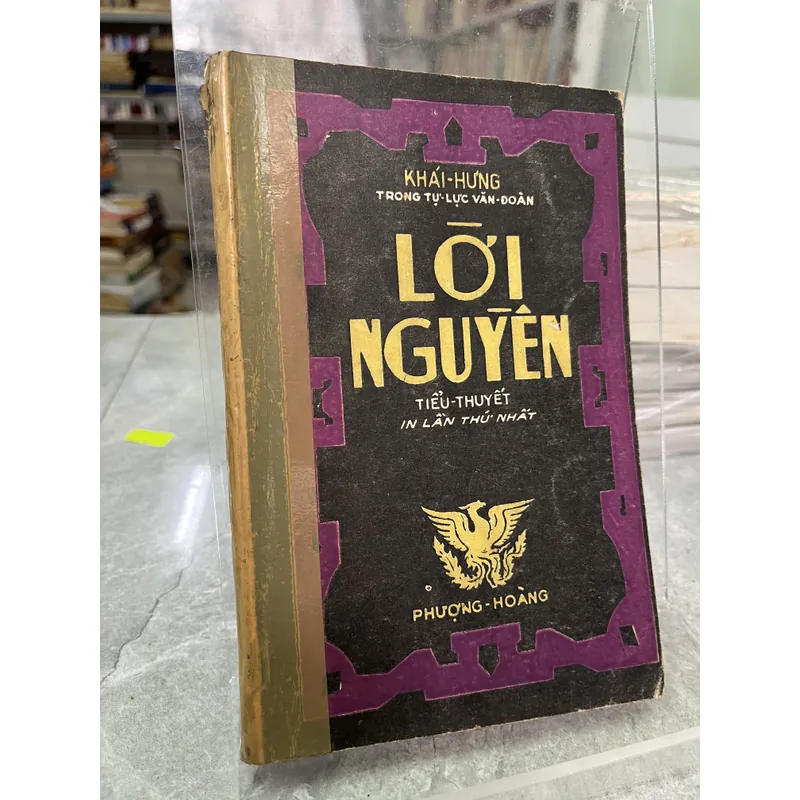 KHÁI-HƯNG
TRONG TỰ-LỰC VĂN-ĐOÀN
LỜI
NGUYỀN
TIỂU-THUYẾT
IN LẦN THỨ NHẤT
PHƯỢNG-HOÀNG